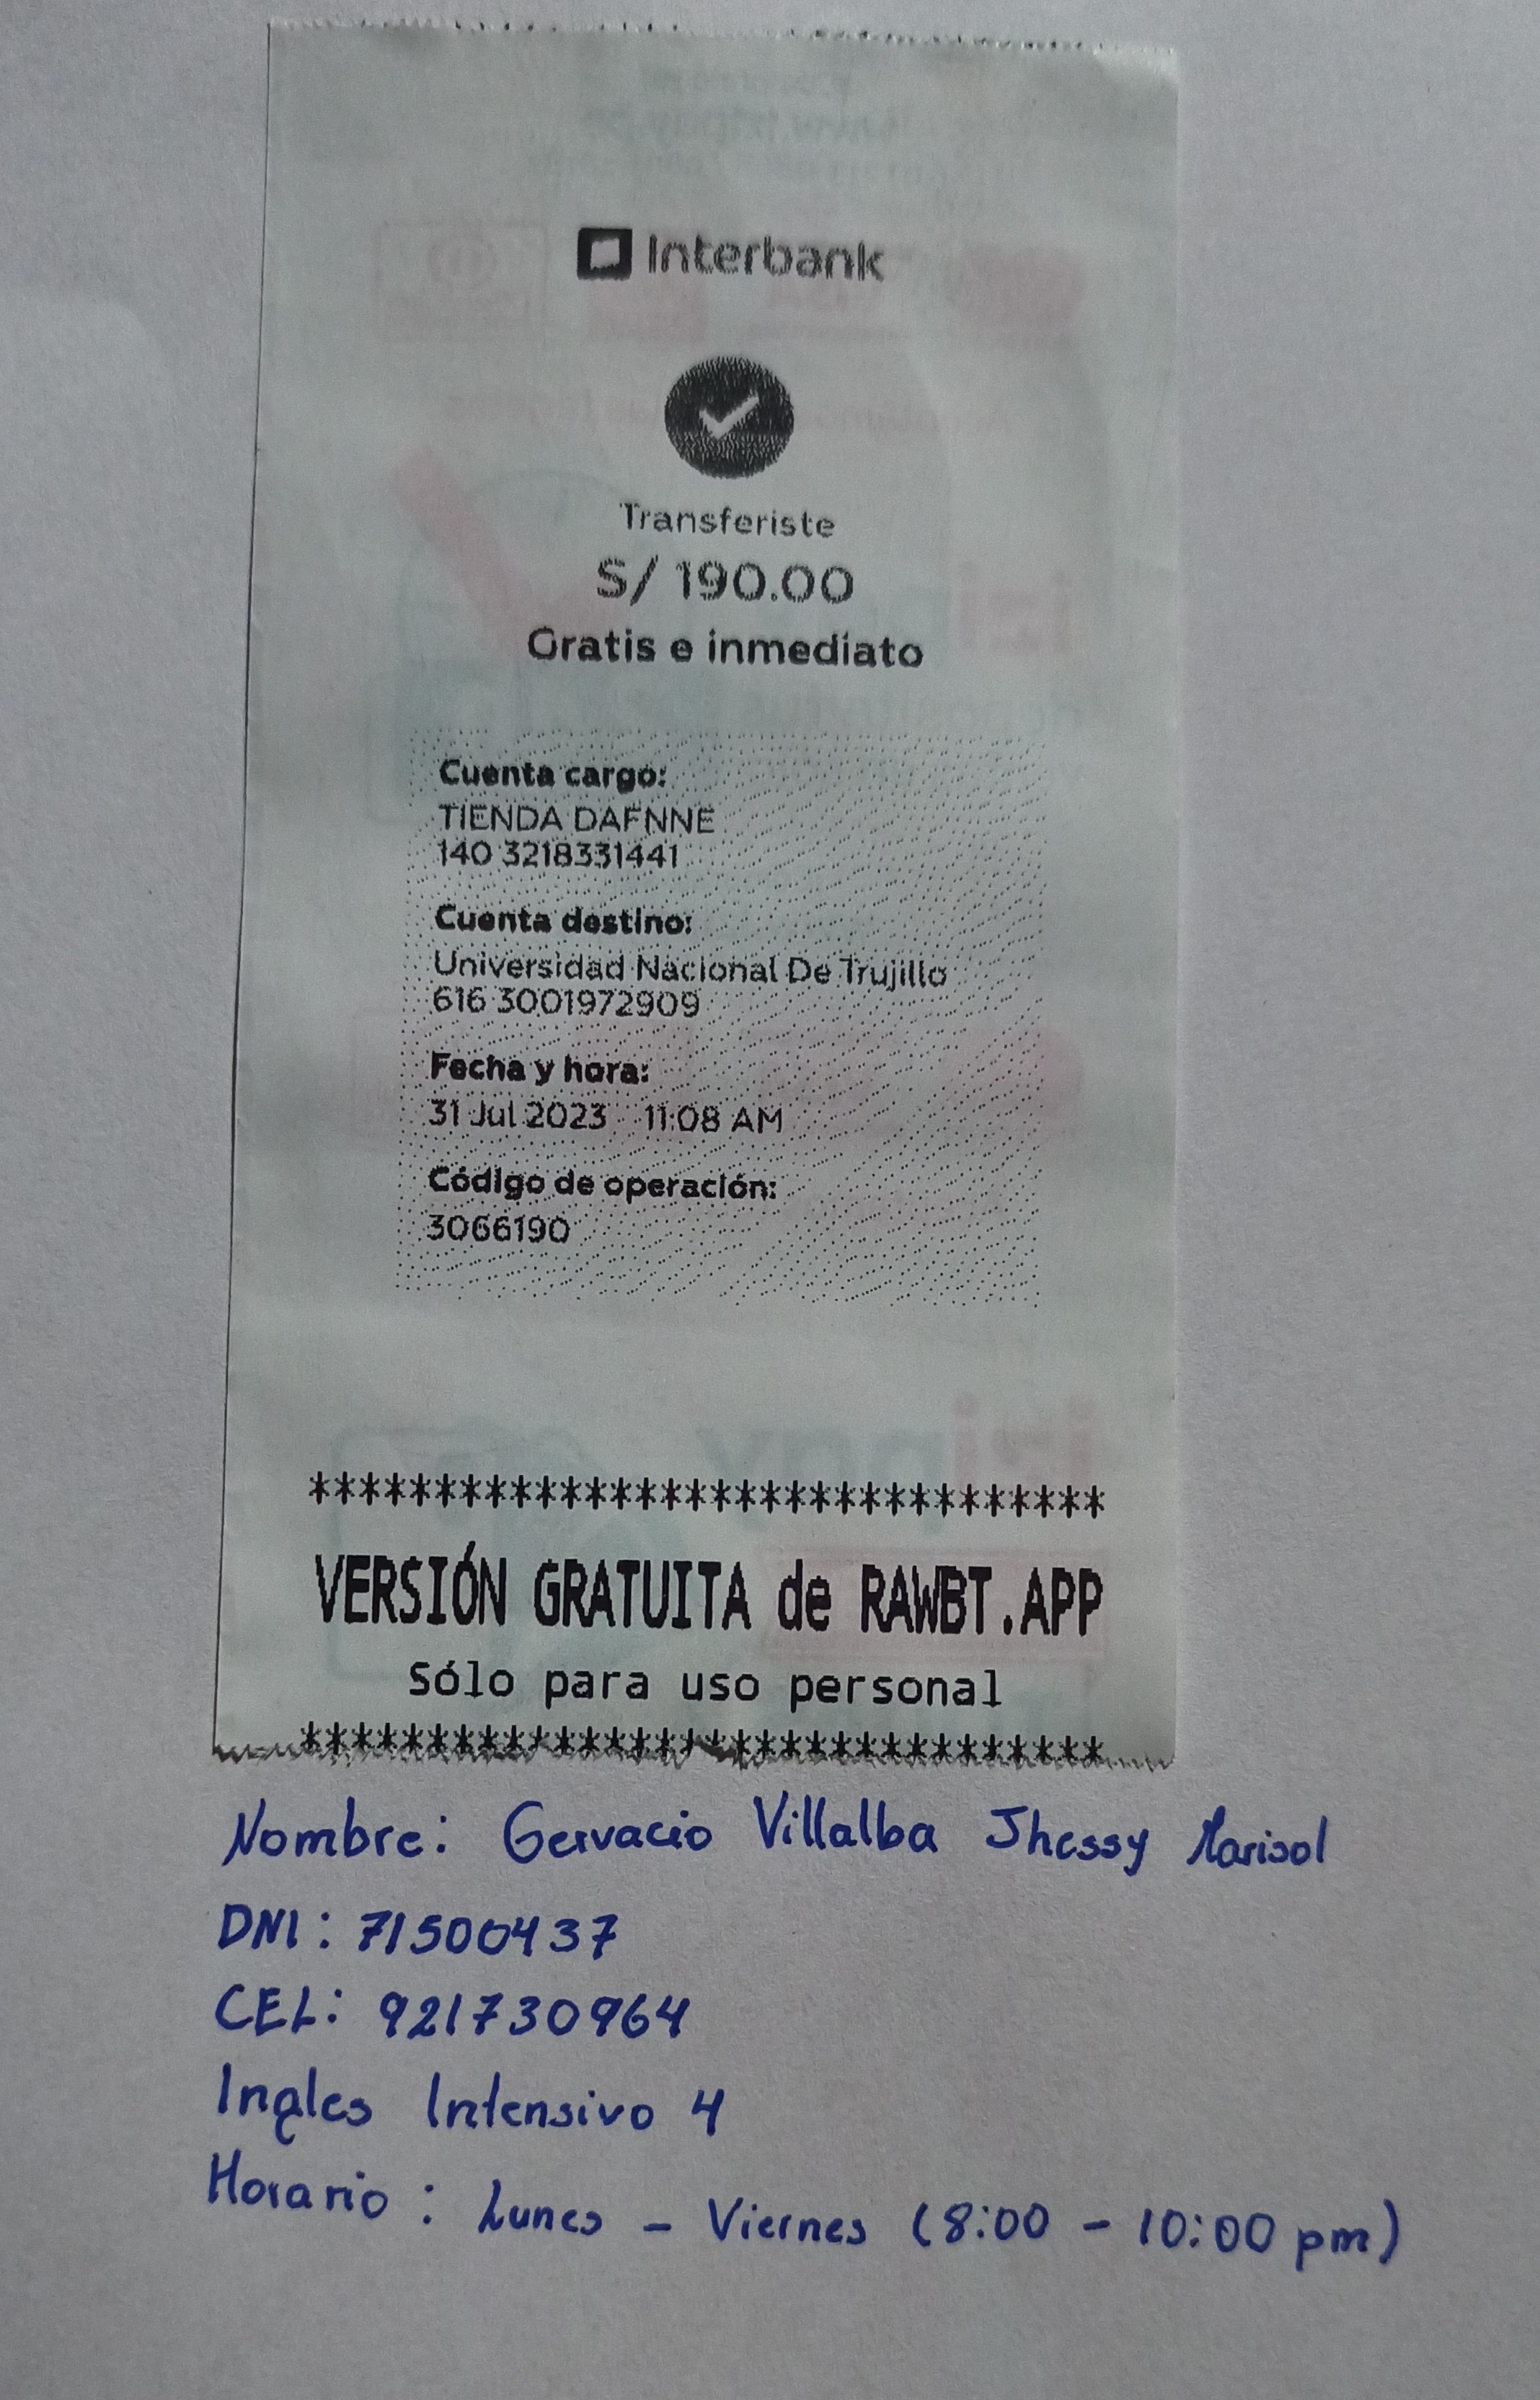 Interbank
Transferiste
S/ 190.00
Gratis e inmediato
Cuenta cargo:
TIENDA DAFNNE
140 3218331441
Cuenta destino:
Universidad Nacional De Trujillo
616 3001972909
Fecha y hora:
31 Jul 2023 11:08 AM
Código de operación:
3066190
*******************************
VERSIÓN GRATUITA de RAWBT.APP
Sólo para uso personal
*******************************
Nombre: Gervacio Villalba Jhessy Marisol
DNI: 71500437
CEL: 921730964
Ingles Intensivo 4
Horario: Lunes - Viernes (8:00 - 10:00 pm)